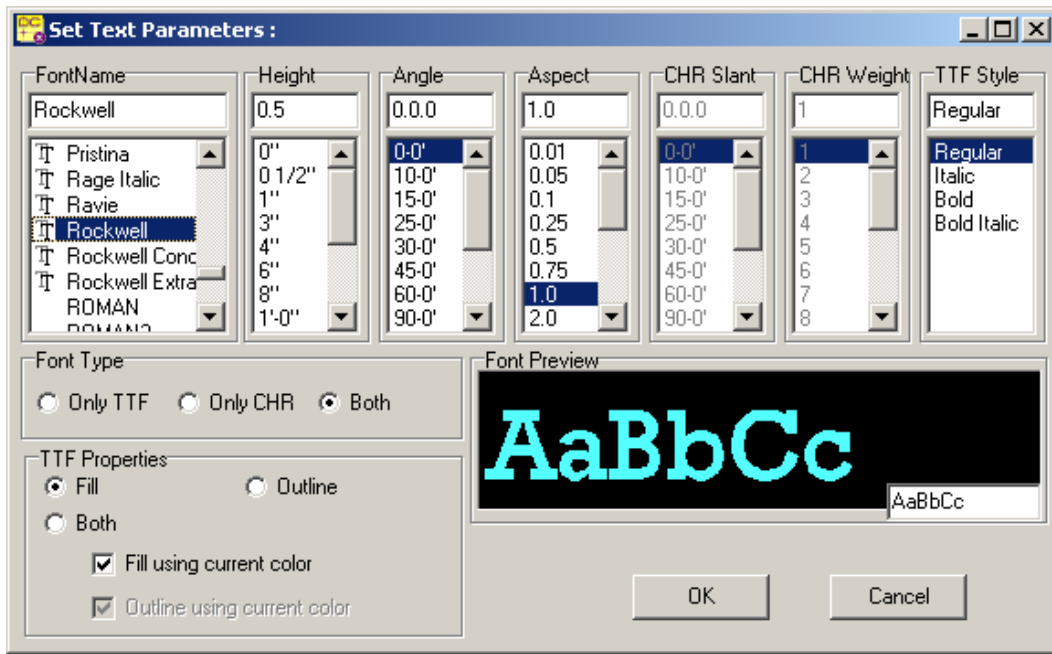 Set Text Parameters :
FontName
Height
Angle
Aspect
CHR Slant
CHR Weight
TTF Style
Rockwell
0.5
0.0.0
1.0
0.0.0
1
Regular
Pristina
Rage Italic
Ravie
Rockwell
Rockwell Conc
Rockwell Extra
ROMAN
0"
0 1/2"
1"
3"
4"
6"
8"
1'-0"
0-0'
10-0'
15-0'
25-0'
30-0'
45-0'
60-0'
90-0'
0.01
0.05
0.1
0.25
0.5
0.75
1.0
2.0
0-0'
10-0'
15-0'
25-0'
30-0'
45-0'
60-0'
90-0'
1
2
3
4
5
6
7
8
Regular
Italic
Bold
Bold Italic
Font Type
Only TTF
Only CHR
Both
Font Preview
AaBbCc
AaBbCc
TTF Properties
Fill
Outline
Both
Fill using current color
Outline using current color
OK
Cancel